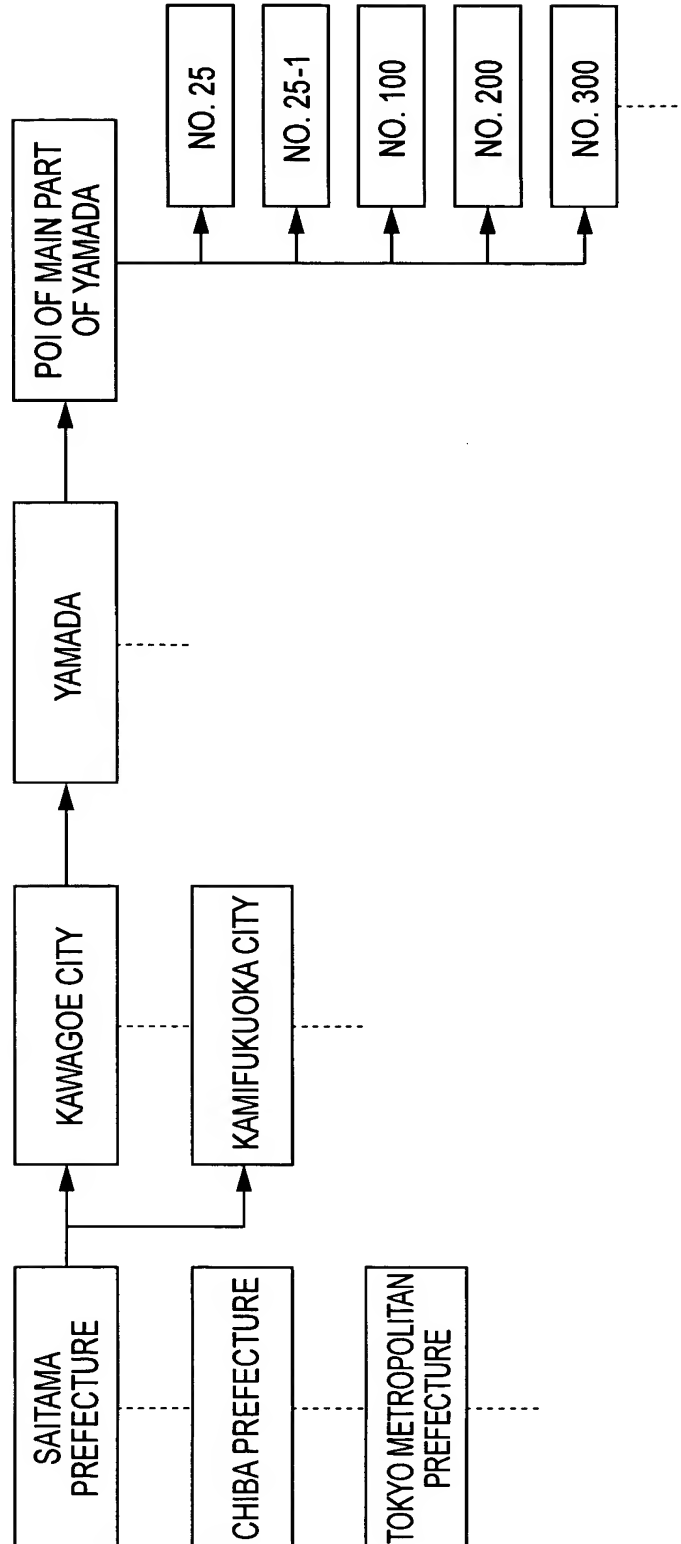 SAITAMA
PREFECTURE
CHIBA PREFECTURE
TOKYO METROPOLITAN
PREFECTURE
KAWAGOE CITY
KAMIFUKUOKA CITY
YAMADA
POI OF MAIN PART
OF YAMADA
NO. 25
NO. 25-1
NO. 100
NO. 200
NO. 300